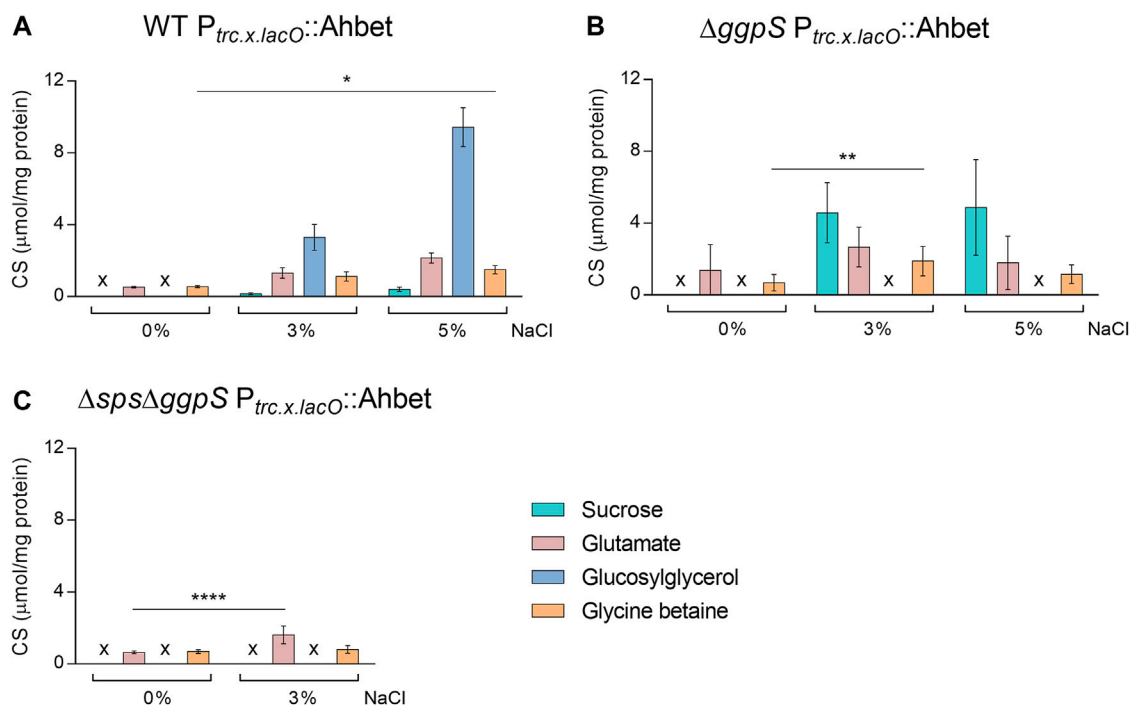 A WT Ptrc.x.lacO::Ahbet
CS (μmol/mg protein)
12
8
4
0
*
X X
0% 3% 5% NaCl
B ΔggpS Ptrc.x.lacO::Ahbet
CS (μmol/mg protein)
12
8
4
0
**
X X X X
0% 3% 5% NaCl
C ΔspsΔggpS Ptrc.x.lacO::Ahbet
CS (μmol/mg protein)
12
8
4
0
****
X X X X
0% 3% NaCl
Sucrose
Glutamate
Glucosylglycerol
Glycine betaine